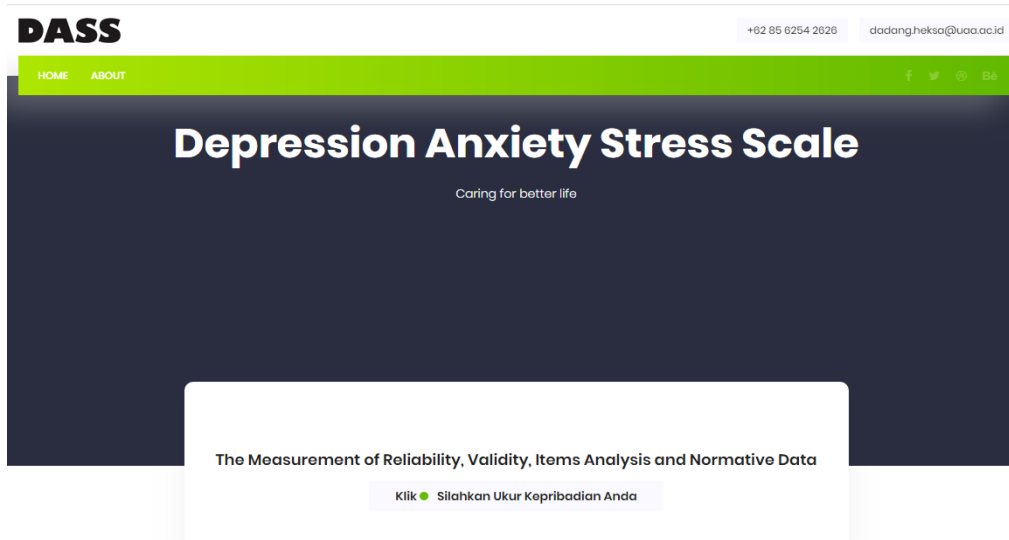 DASS
+62 85 6254 2626
dadang.heksa@uaa.ac.id
HOME ABOUT
Depression Anxiety Stress Scale
Caring for better life
The Measurement of Reliability, Validity, Items Analysis and Normative Data
Klik Silahkan Ukur Kepribadian Anda